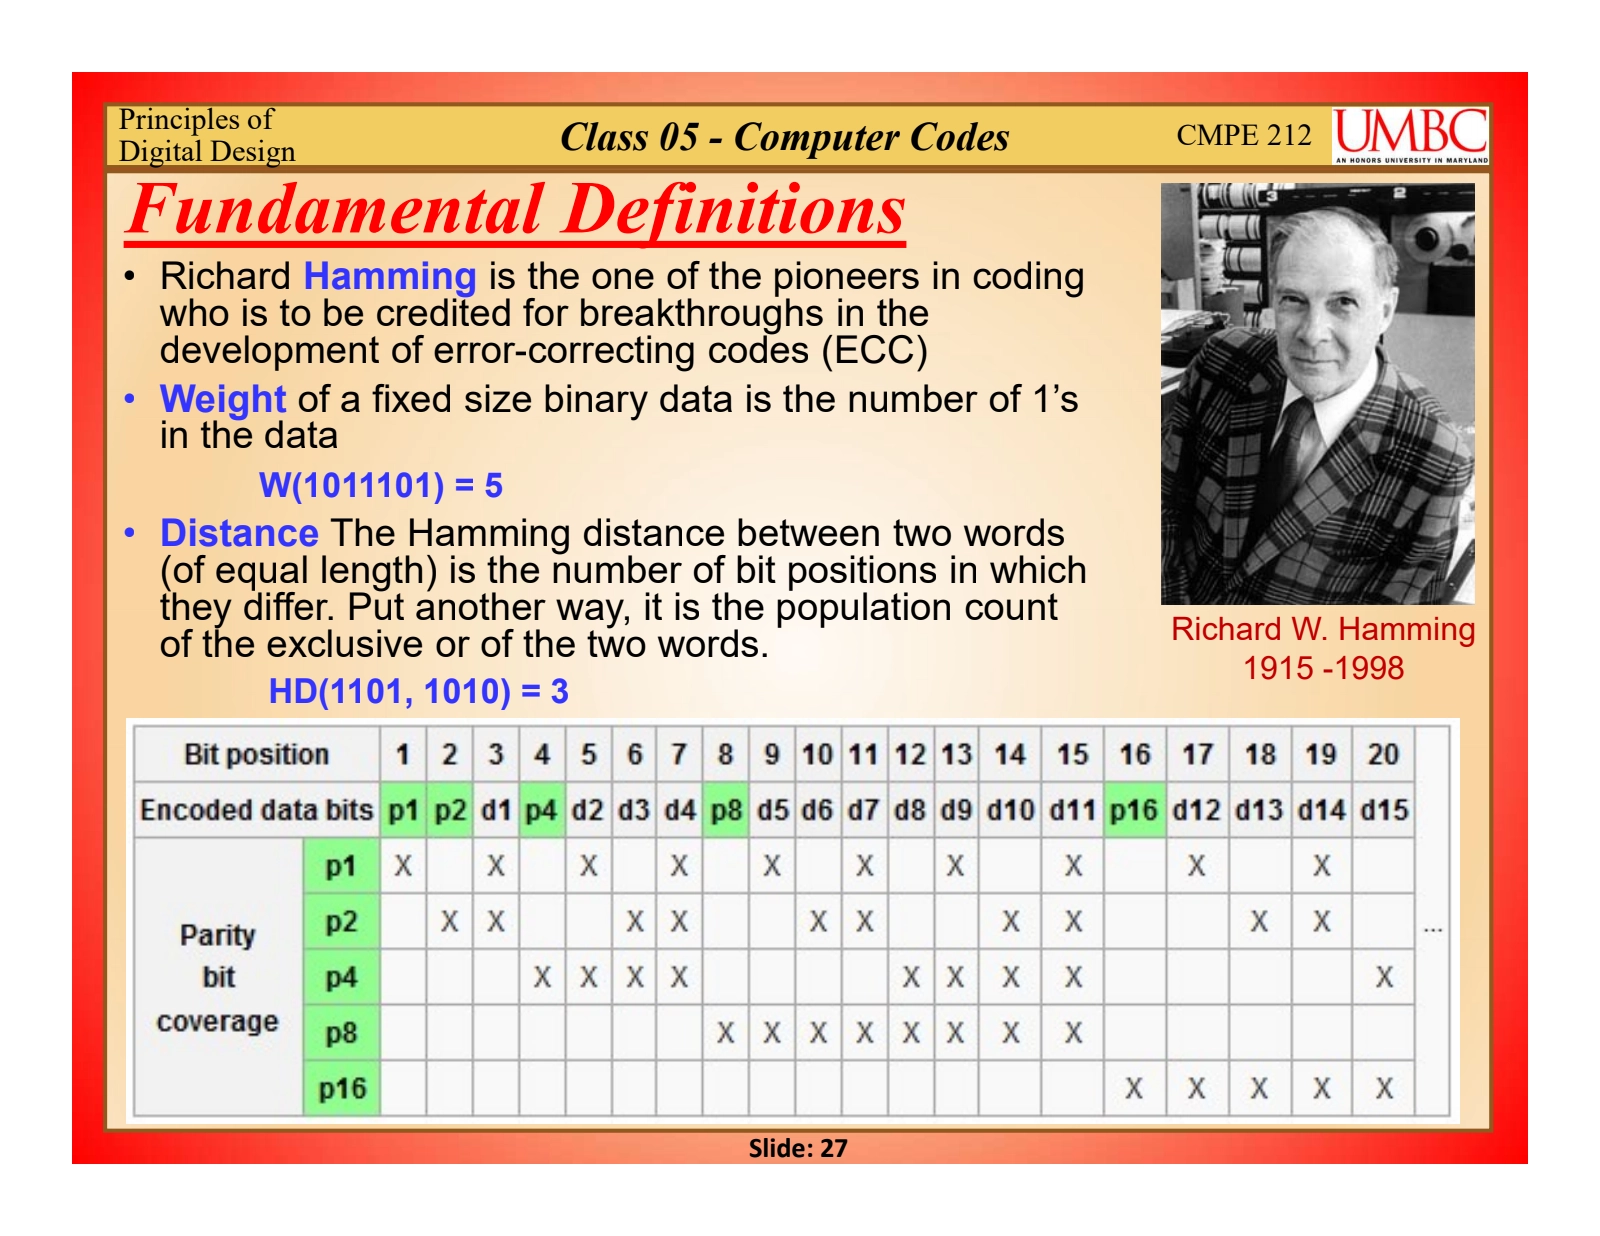 Principles of
Digital Design
Class 05 - Computer Codes
CMPE 212
UMBC
AN HONORS UNIVERSITY IN MARYLAND
Fundamental Definitions
• Richard Hamming is the one of the pioneers in coding
who is to be credited for breakthroughs in the
development of error-correcting codes (ECC)
• Weight of a fixed size binary data is the number of 1’s
in the data
W(1011101) = 5
• Distance The Hamming distance between two words
(of equal length) is the number of bit positions in which
they differ. Put another way, it is the population count
of the exclusive or of the two words.
HD(1101, 1010) = 3
3 2
Richard W. Hamming
1915 -1998
Bit position 1 2 3 4 5 6 7 8 9 10 11 12 13 14 15 16 17 18 19 20
Encoded data bits p1 p2 d1 p4 d2 d3 d4 p8 d5 d6 d7 d8 d9 d10 d11 p16 d12 d13 d14 d15
Parity
bit
coverage
p1 X X X X X X X X X X
p2 X X X X X X X X X X
p4 X X X X X X X X X
p8 X X X X X X X X
p16 X X X X X
...
Slide: 27